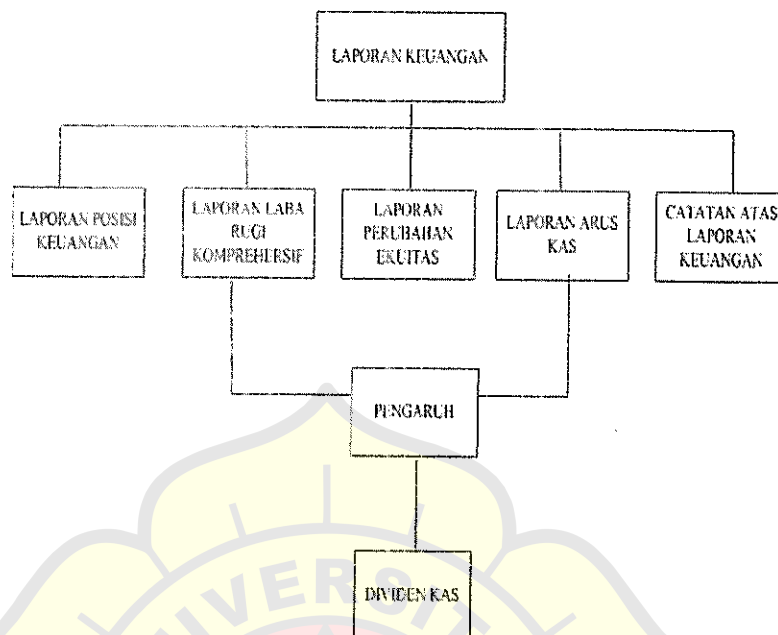 LAPORAN KEUANGAN
LAPORAN POSISI
KEUANGAN
LAPORAN LABA
RUGI
KOMPREHERSIF
LAPORAN
PERUBAHAN
EKUITAS
LAPORAN ARUS
KAS
CATATAN ATAS
LAPORAN
KEUANGAN
PENGARUH
DIVIDEN KAS